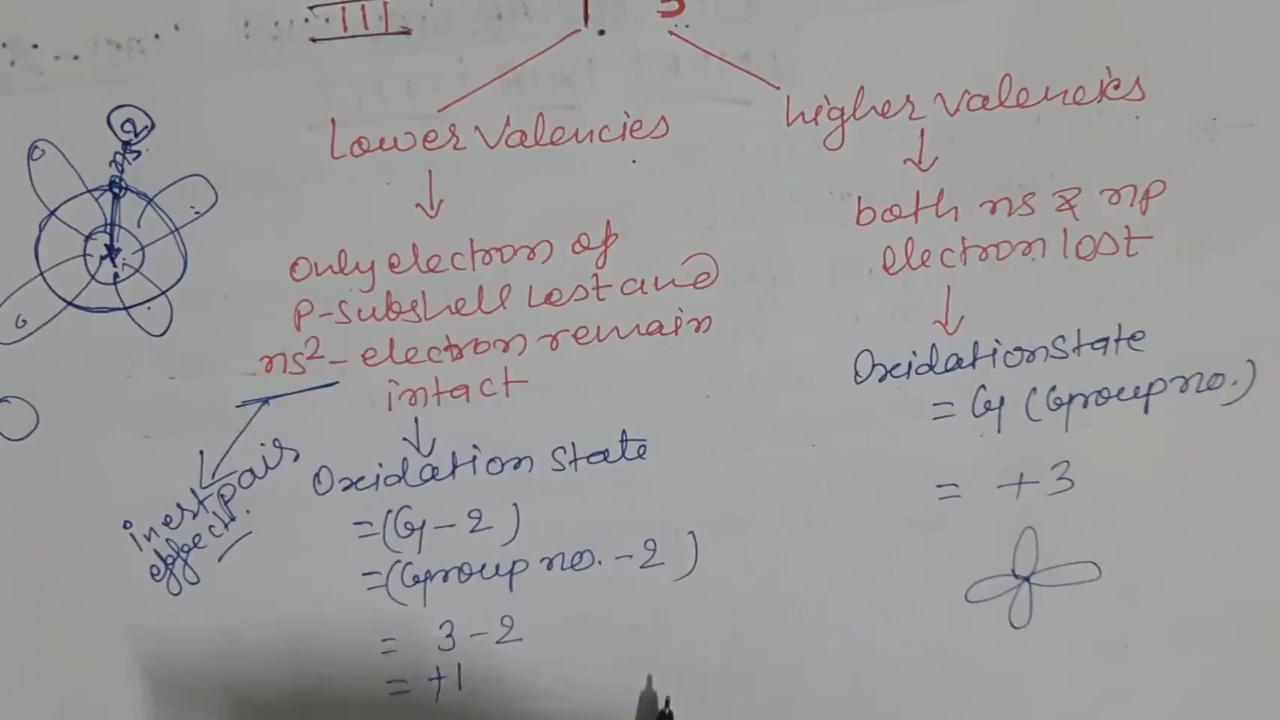 III
Lower Valencies
Only electron of
P-subshell lost and
ns²- electron remain
intact
inert pair
effect.
Oxidation state
=(G-2)
=(Group no. -2)
= 3-2
= +1
higher valencies
both ns & np
electron lost
Oxidation state
= G (Group no.)
= +3